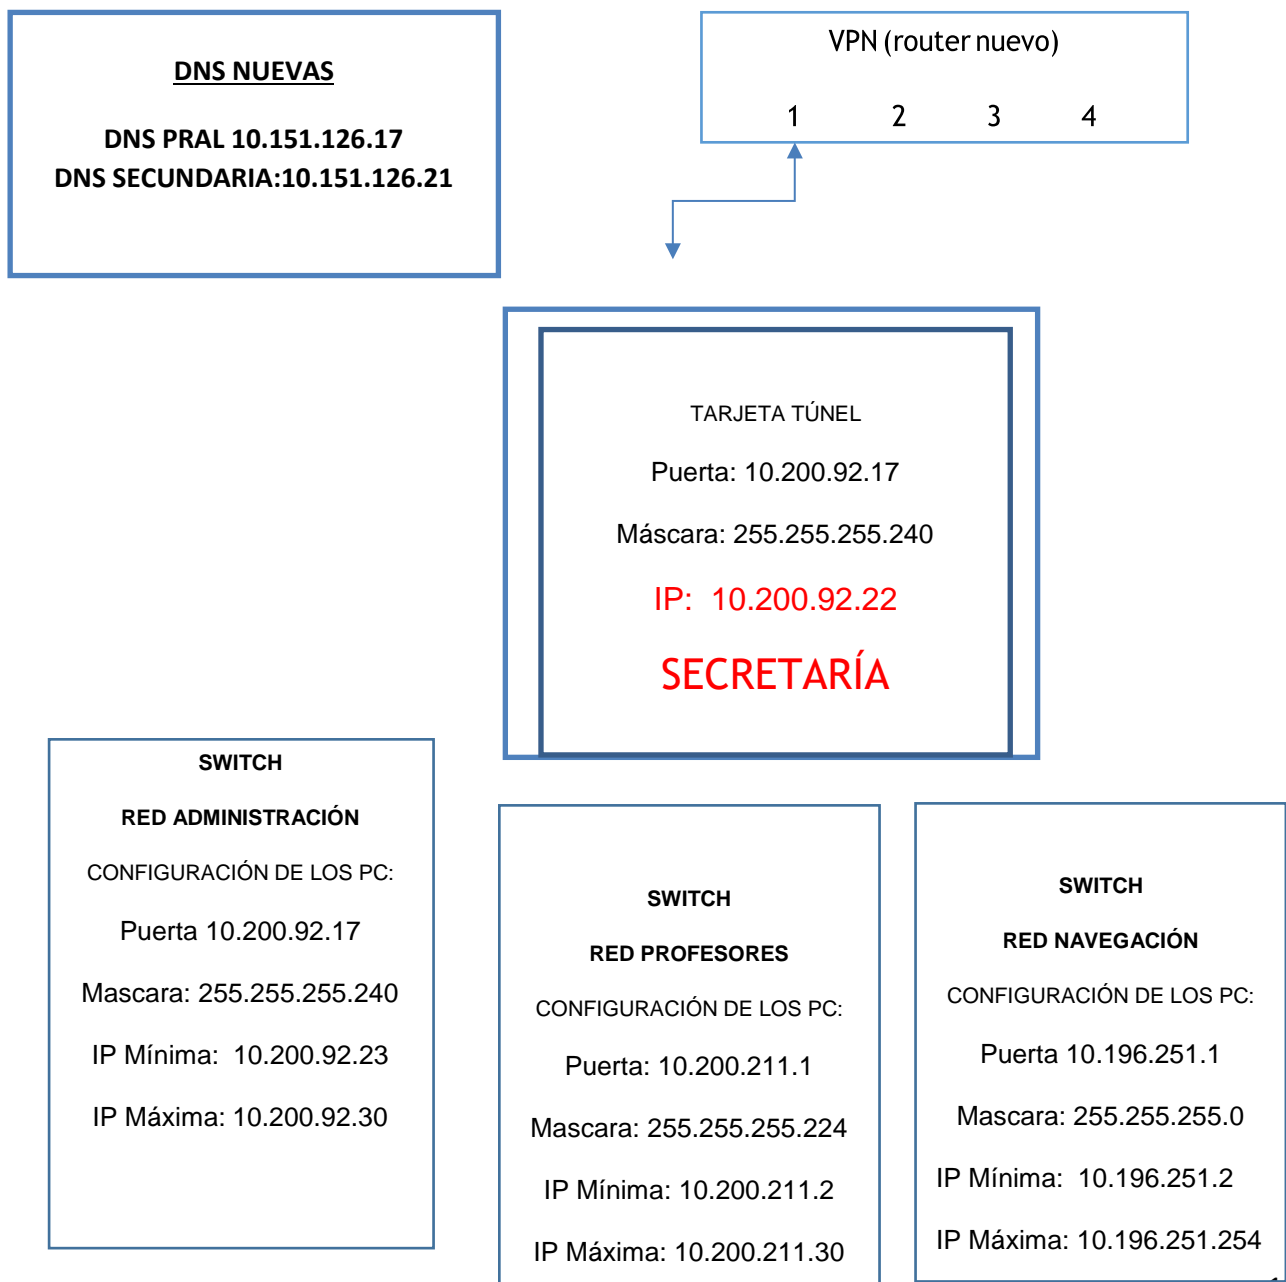 DNS NUEVAS
DNS PRAL 10.151.126.17
DNS SECUNDARIA:10.151.126.21
VPN (router nuevo)
1 2 3 4
TARJETA TÚNEL
Puerta: 10.200.92.17
Máscara: 255.255.255.240
IP: 10.200.92.22
SECRETARÍA
SWITCH
RED ADMINISTRACIÓN
CONFIGURACIÓN DE LOS PC:
Puerta 10.200.92.17
Mascara: 255.255.255.240
IP Mínima: 10.200.92.23
IP Máxima: 10.200.92.30
SWITCH
RED PROFESORES
CONFIGURACIÓN DE LOS PC:
Puerta: 10.200.211.1
Mascara: 255.255.255.224
IP Mínima: 10.200.211.2
IP Máxima: 10.200.211.30
SWITCH
RED NAVEGACIÓN
CONFIGURACIÓN DE LOS PC:
Puerta 10.196.251.1
Mascara: 255.255.255.0
IP Mínima: 10.196.251.2
IP Máxima: 10.196.251.254